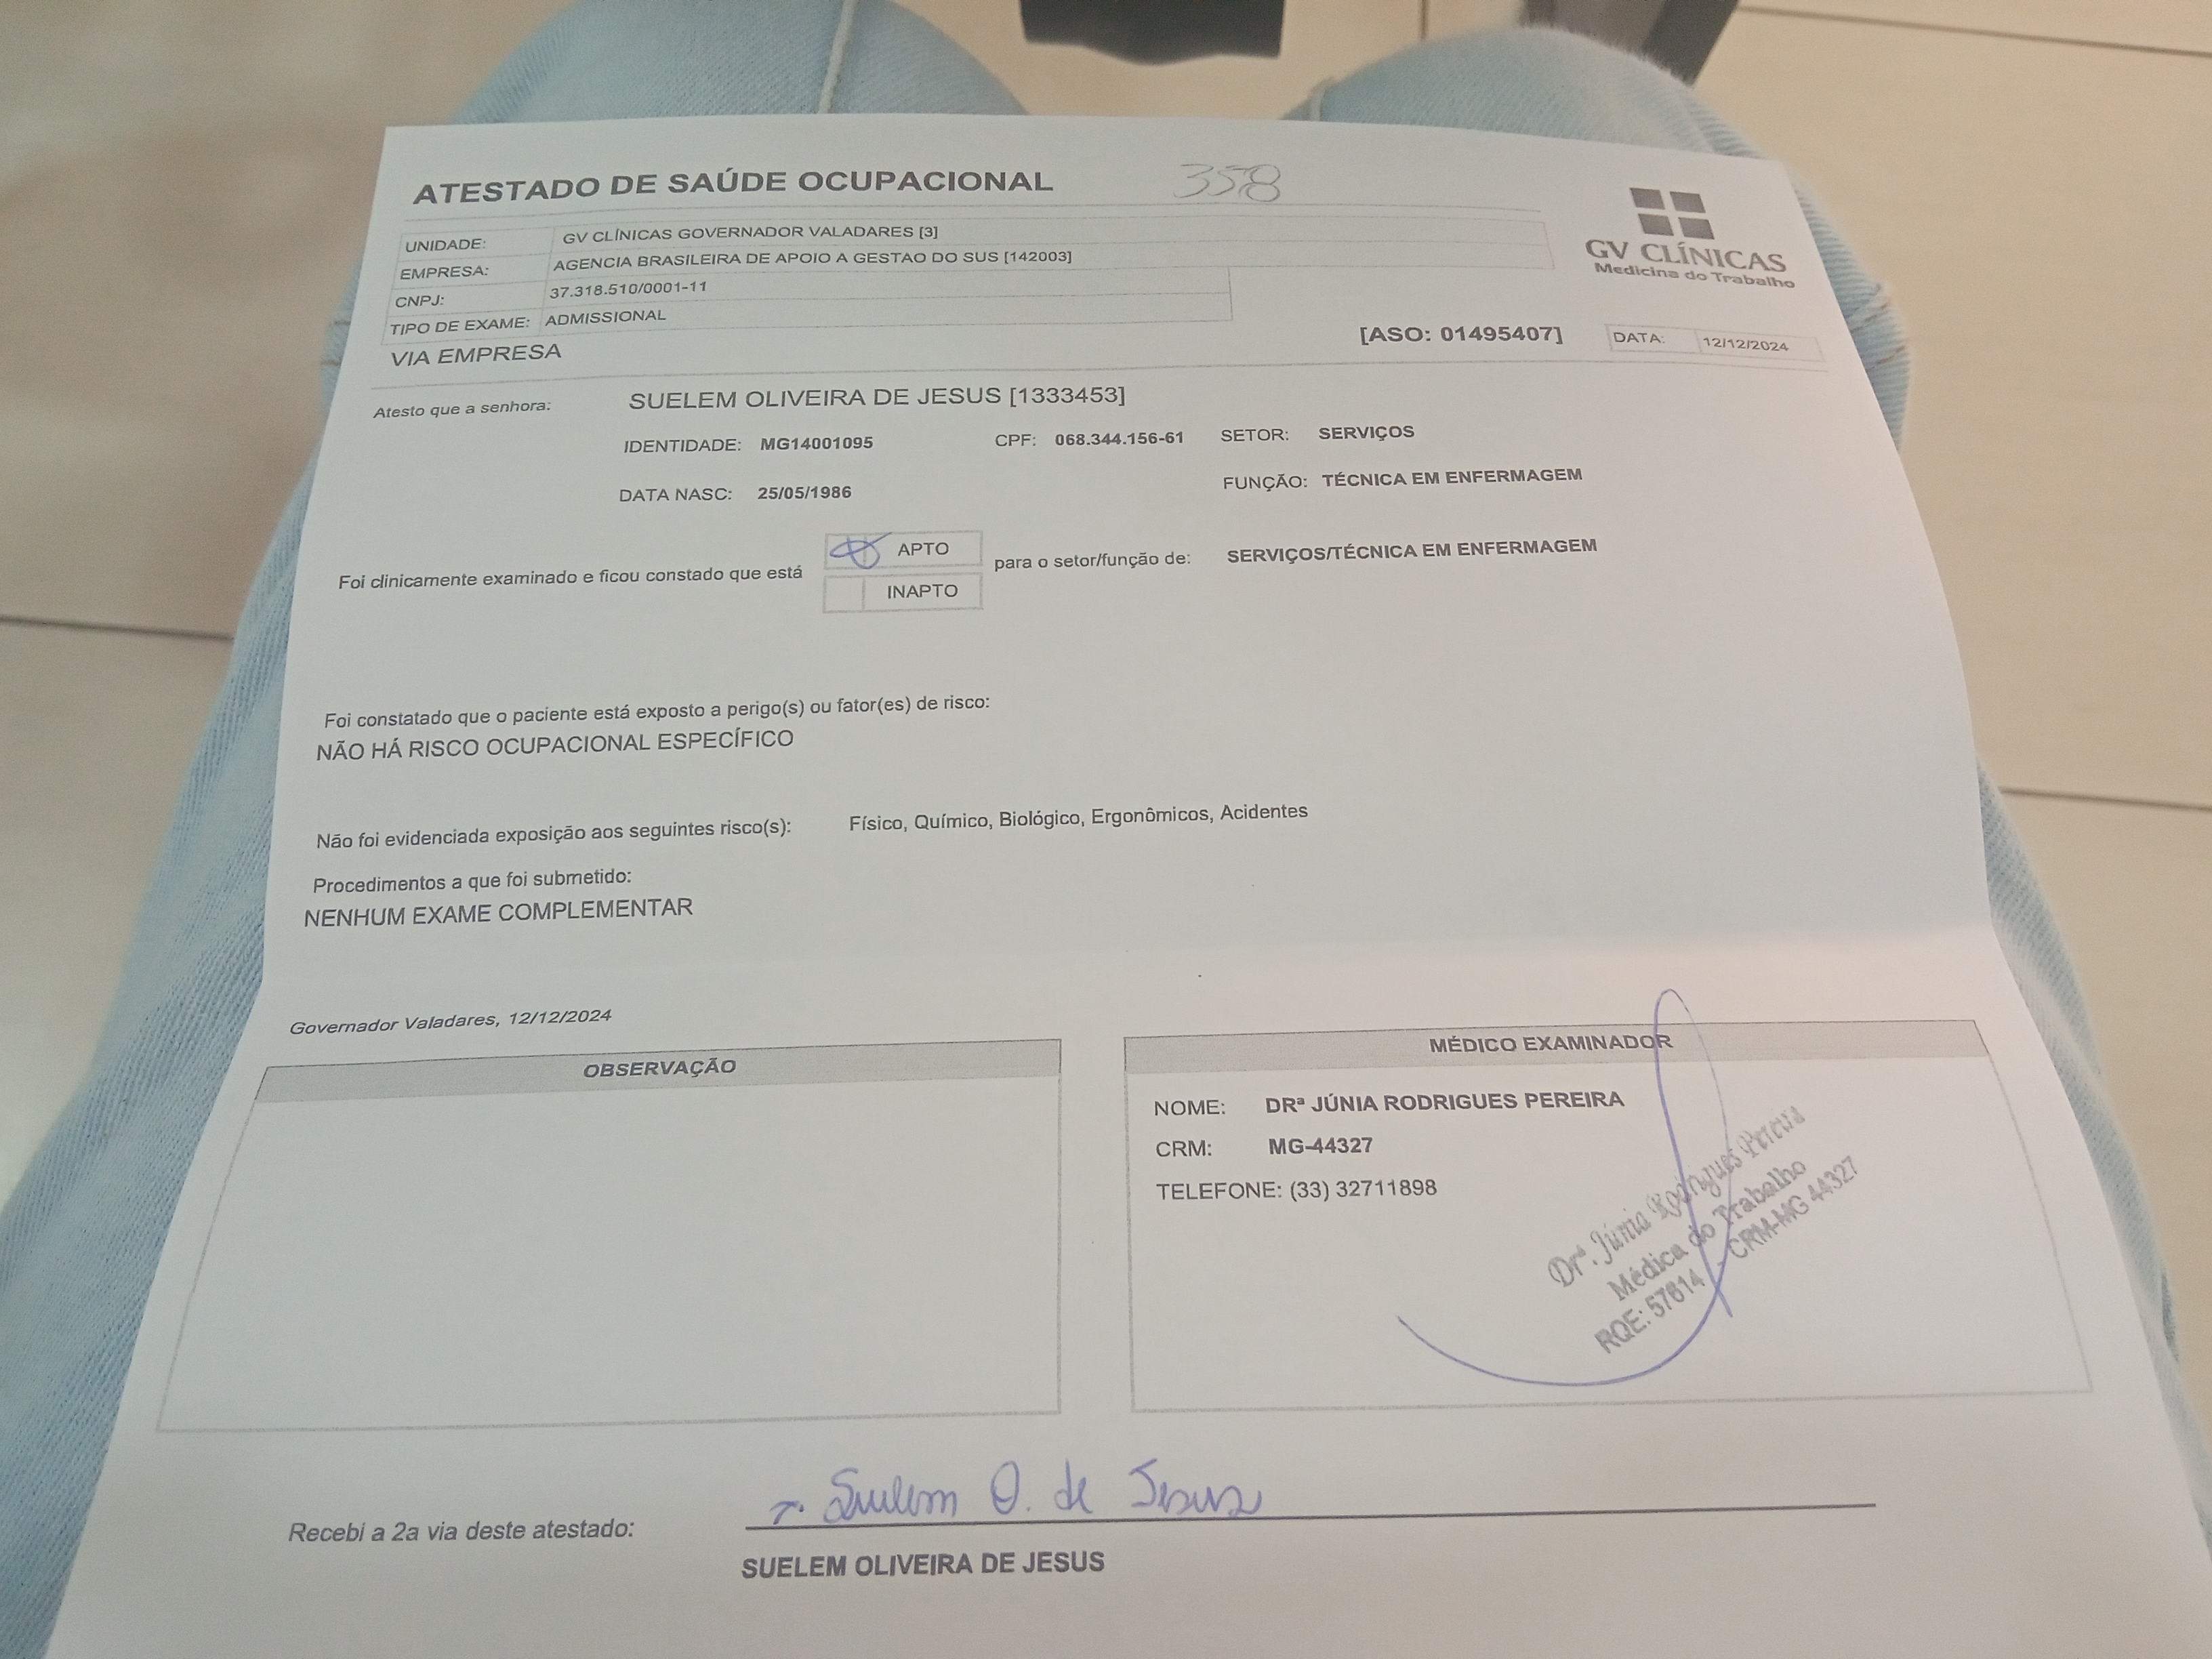 ATESTADO DE SAÚDE OCUPACIONAL 358
GV CLÍNICAS
Medicina do Trabalho
UNIDADE: GV CLÍNICAS GOVERNADOR VALADARES [3]
EMPRESA: AGENCIA BRASILEIRA DE APOIO A GESTAO DO SUS [142003]
CNPJ: 37.318.510/0001-11
TIPO DE EXAME: ADMISSIONAL
VIA EMPRESA
[ASO: 01495407] DATA: 12/12/2024
Atesto que a senhora: SUELEM OLIVEIRA DE JESUS [1333453]
IDENTIDADE: MG14001095 CPF: 068.344.156-61 SETOR: SERVIÇOS
DATA NASC: 25/05/1986 FUNÇÃO: TÉCNICA EM ENFERMAGEM
APTO
Foi clinicamente examinado e ficou constado que está para o setor/função de: SERVIÇOS/TÉCNICA EM ENFERMAGEM
INAPTO
Foi constatado que o paciente está exposto a perigo(s) ou fator(es) de risco:
NÃO HÁ RISCO OCUPACIONAL ESPECÍFICO
Não foi evidenciada exposição aos seguintes risco(s): Físico, Químico, Biológico, Ergonômicos, Acidentes
Procedimentos a que foi submetido:
NENHUM EXAME COMPLEMENTAR
Governador Valadares, 12/12/2024
OBSERVAÇÃO
MÉDICO EXAMINADOR
NOME: DRª JÚNIA RODRIGUES PEREIRA
CRM: MG-44327
TELEFONE: (33) 32711898
Drª. Júnia Rodrigues Pereira
Médica do Trabalho
RQE: 57814 - CRM-MG 44327
Recebi a 2a via deste atestado: Suelem O. de Jesus
SUELEM OLIVEIRA DE JESUS